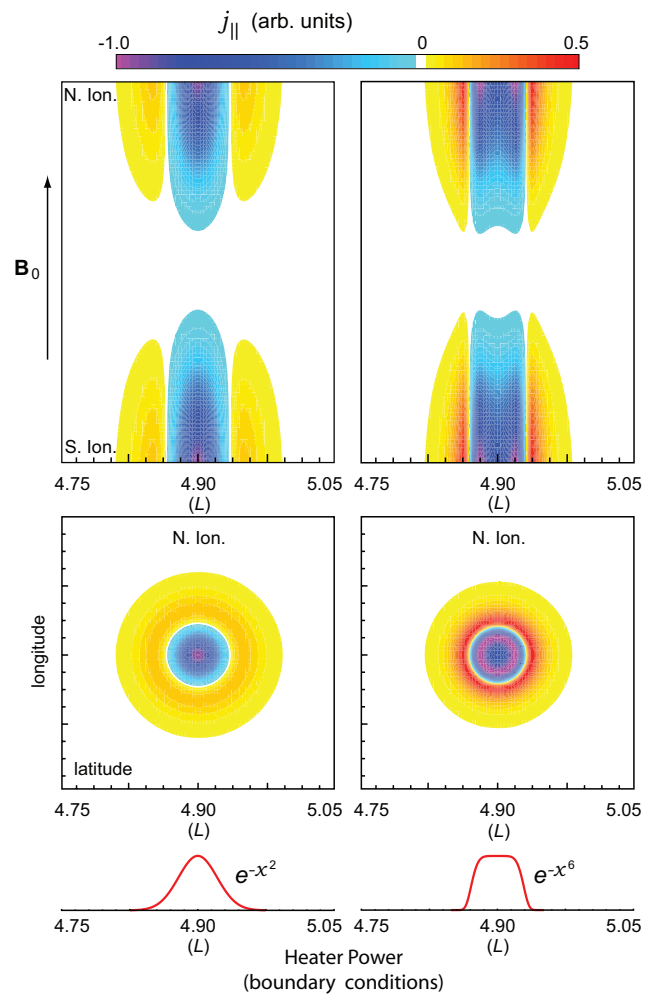 j|| (arb. units)
-1.0 0 0.5
N. Ion. N. Ion.
B0
S. Ion. S. Ion.
4.75 4.90 5.05 4.75 4.90 5.05
(L) (L)
N. Ion. N. Ion.
longitude
latitude
4.75 4.90 5.05 4.75 4.90 5.05
(L) (L)
e-x2 e-x6
4.75 4.90 5.05 4.75 4.90 5.05
(L) (L)
Heater Power
(boundary conditions)